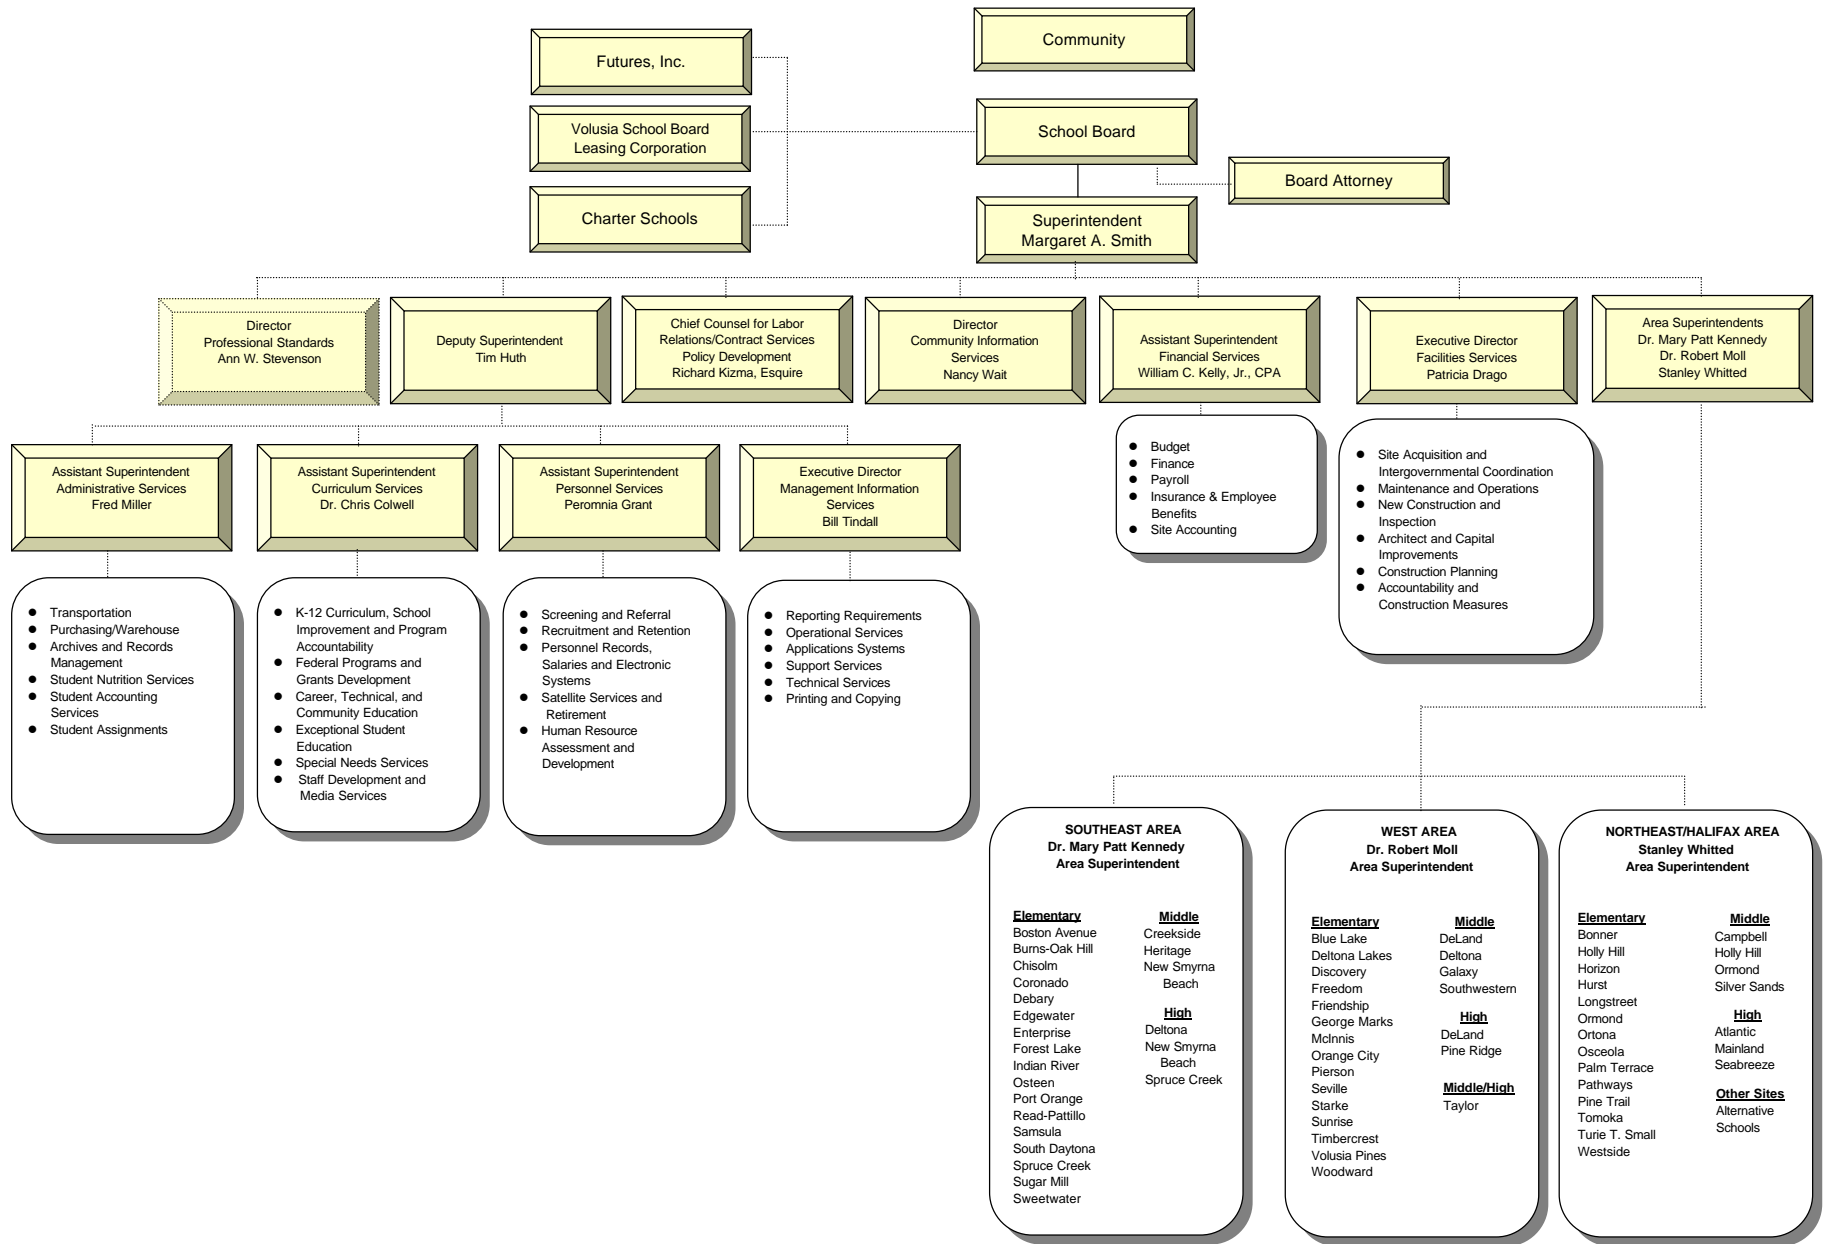 Community
Futures, Inc.
Volusia School Board
Leasing Corporation
School Board
Board Attorney
Charter Schools
Superintendent
Margaret A. Smith
Director
Professional Standards
Ann W. Stevenson
Deputy Superintendent
Tim Huth
Chief Counsel for Labor
Relations/Contract Services
Policy Development
Richard Kizma, Esquire
Director
Community Information
Services
Nancy Wait
Assistant Superintendent
Financial Services
William C. Kelly, Jr., CPA
Executive Director
Facilities Services
Patricia Drago
Area Superintendents
Dr. Mary Patt Kennedy
Dr. Robert Moll
Stanley Whitted
Assistant Superintendent
Administrative Services
Fred Miller
Assistant Superintendent
Curriculum Services
Dr. Chris Colwell
Assistant Superintendent
Personnel Services
Peromnia Grant
Executive Director
Management Information
Services
Bill Tindall
● Budget
● Finance
● Payroll
● Insurance & Employee
Benefits
● Site Accounting
● Site Acquisition and
Intergovernmental Coordination
● Maintenance and Operations
● New Construction and
Inspection
● Architect and Capital
Improvements
● Construction Planning
● Accountability and
Construction Measures
● Transportation
● Purchasing/Warehouse
● Archives and Records
Management
● Student Nutrition Services
● Student Accounting
Services
● Student Assignments
● K-12 Curriculum, School
Improvement and Program
Accountability
● Federal Programs and
Grants Development
● Career, Technical, and
Community Education
● Exceptional Student
Education
● Special Needs Services
● Staff Development and
Media Services
● Screening and Referral
● Recruitment and Retention
● Personnel Records,
Salaries and Electronic
Systems
● Satellite Services and
Retirement
● Human Resource
Assessment and
Development
● Reporting Requirements
● Operational Services
● Applications Systems
● Support Services
● Technical Services
● Printing and Copying
SOUTHEAST AREA
Dr. Mary Patt Kennedy
Area Superintendent
Elementary
Boston Avenue
Burns-Oak Hill
Chisolm
Coronado
Debary
Edgewater
Enterprise
Forest Lake
Indian River
Osteen
Port Orange
Read-Pattillo
Samsula
South Daytona
Spruce Creek
Sugar Mill
Sweetwater
Middle
Creekside
Heritage
New Smyrna
Beach
High
Deltona
New Smyrna
Beach
Spruce Creek
WEST AREA
Dr. Robert Moll
Area Superintendent
Elementary
Blue Lake
Deltona Lakes
Discovery
Freedom
Friendship
George Marks
McInnis
Orange City
Pierson
Seville
Starke
Sunrise
Timbercrest
Volusia Pines
Woodward
Middle
DeLand
Deltona
Galaxy
Southwestern
High
DeLand
Pine Ridge
Middle/High
Taylor
NORTHEAST/HALIFAX AREA
Stanley Whitted
Area Superintendent
Elementary
Bonner
Holly Hill
Horizon
Hurst
Longstreet
Ormond
Ortona
Osceola
Palm Terrace
Pathways
Pine Trail
Tomoka
Turie T. Small
Westside
Middle
Campbell
Holly Hill
Ormond
Silver Sands
High
Atlantic
Mainland
Seabreeze
Other Sites
Alternative
Schools